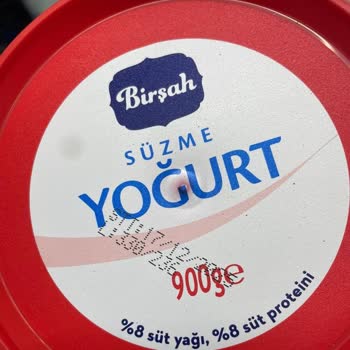 Birşah
SÜZME
YOĞURT
900g℮
%8 süt yağı, %8 süt proteini